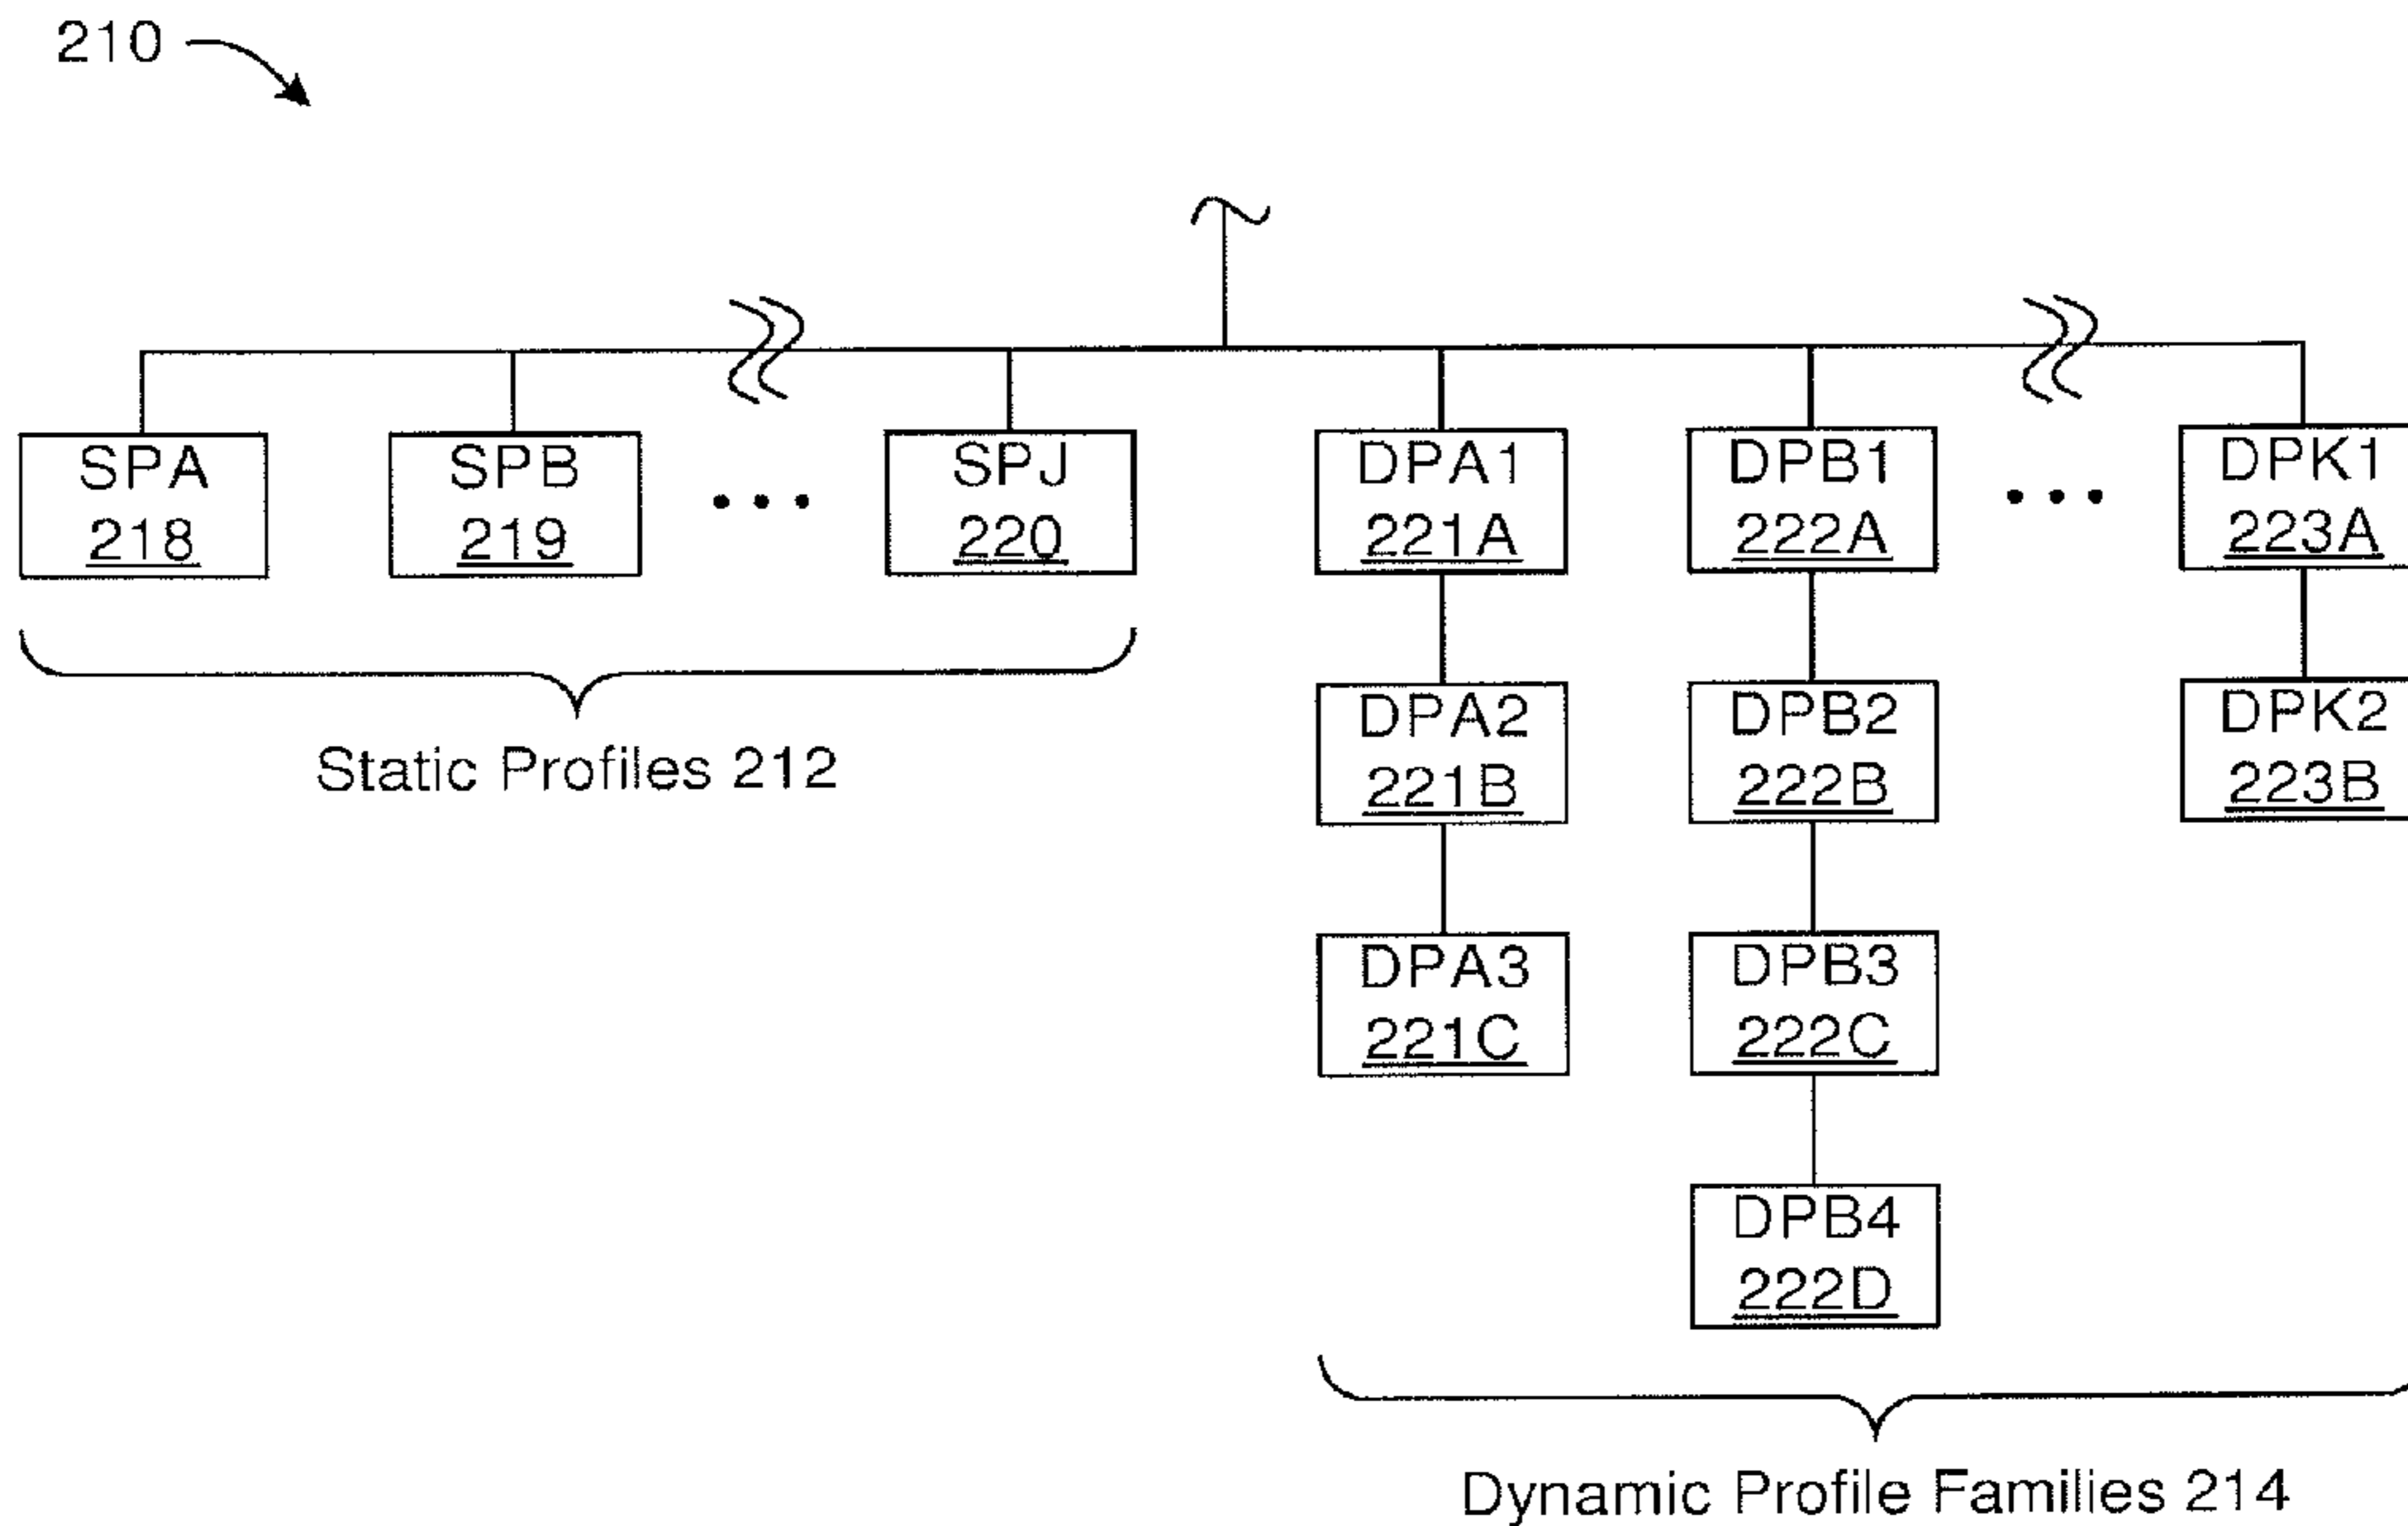 210
SPA
218
SPB
219
SPJ
220
DPA1
221A
DPB1
222A
DPK1
223A
DPA2
221B
DPB2
222B
DPK2
223B
Static Profiles 212
DPA3
221C
DPB3
222C
DPB4
222D
Dynamic Profile Families 214